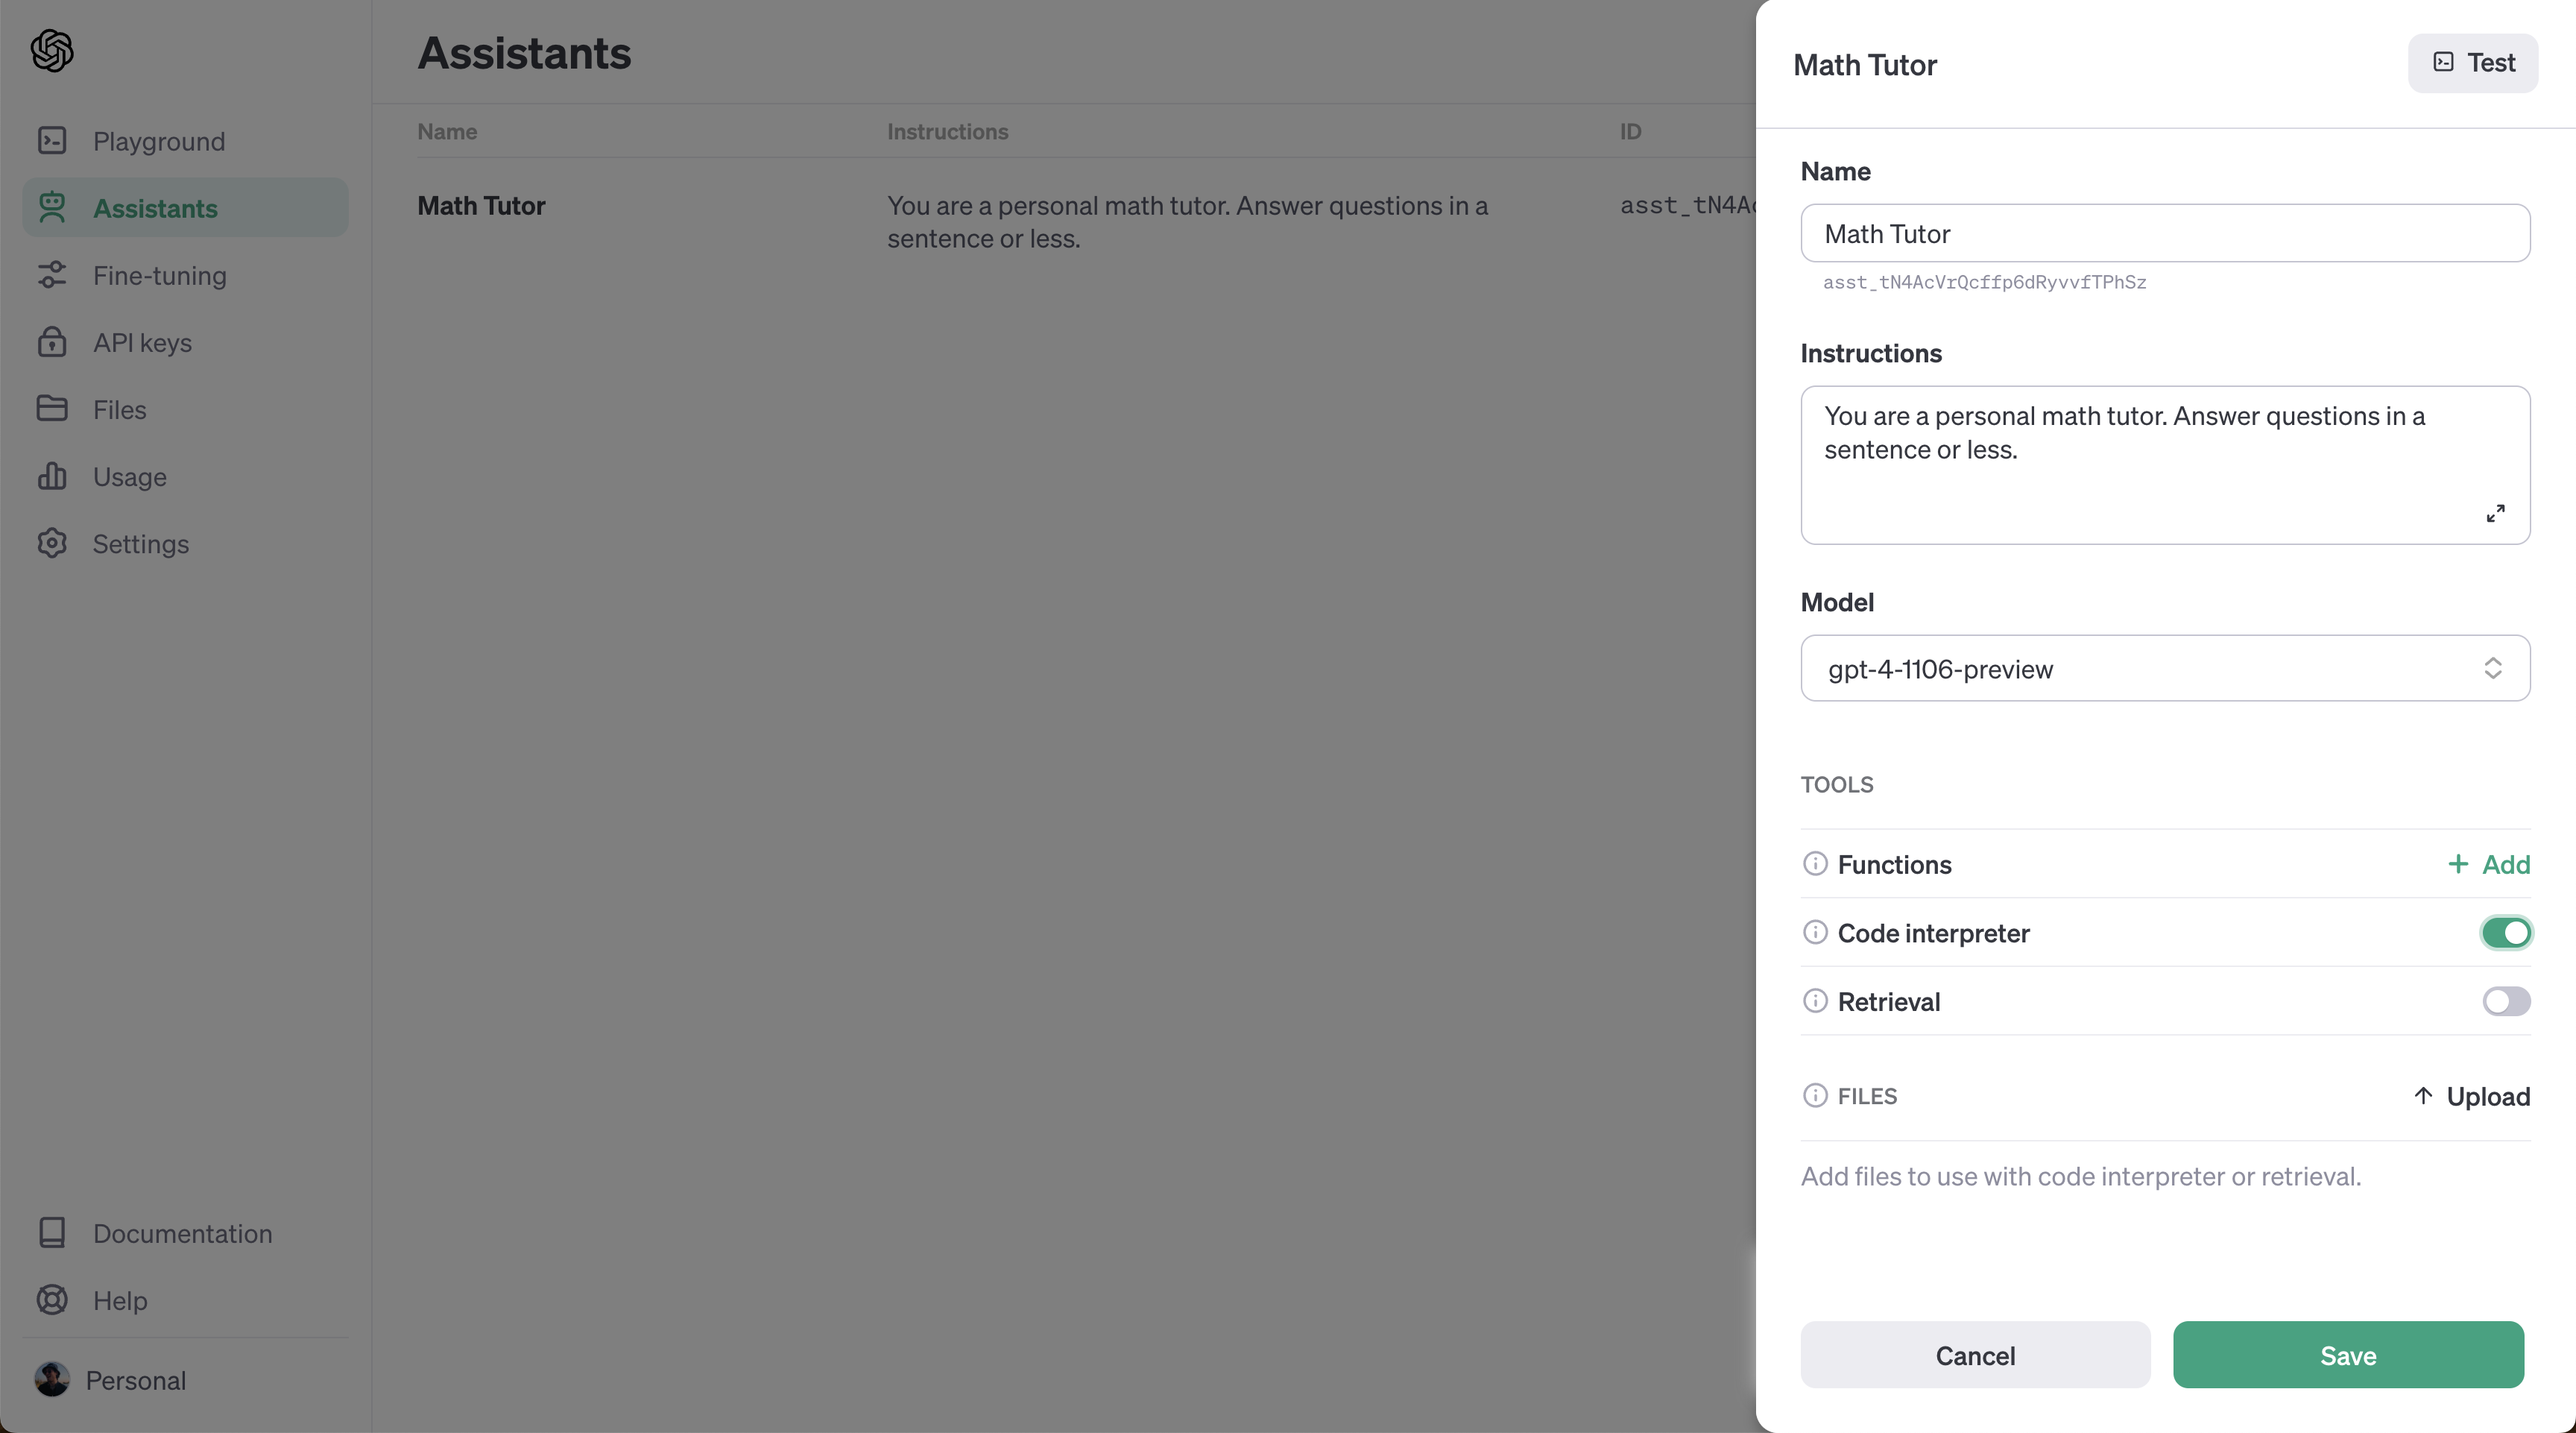 Assistants
Playground
Assistants
Fine-tuning
API keys
Files
Usage
Settings
Documentation
Help
Personal
Name Instructions ID
Math Tutor You are a personal math tutor. Answer questions in a asst_tN4Ac
sentence or less.
Math Tutor Test
Name
Math Tutor
asst_tN4AcVrQcffp6dRyvvfTPhSz
Instructions
You are a personal math tutor. Answer questions in a
sentence or less.
Model
gpt-4-1106-preview
TOOLS
Functions + Add
Code interpreter
Retrieval
FILES Upload
Add files to use with code interpreter or retrieval.
Cancel Save